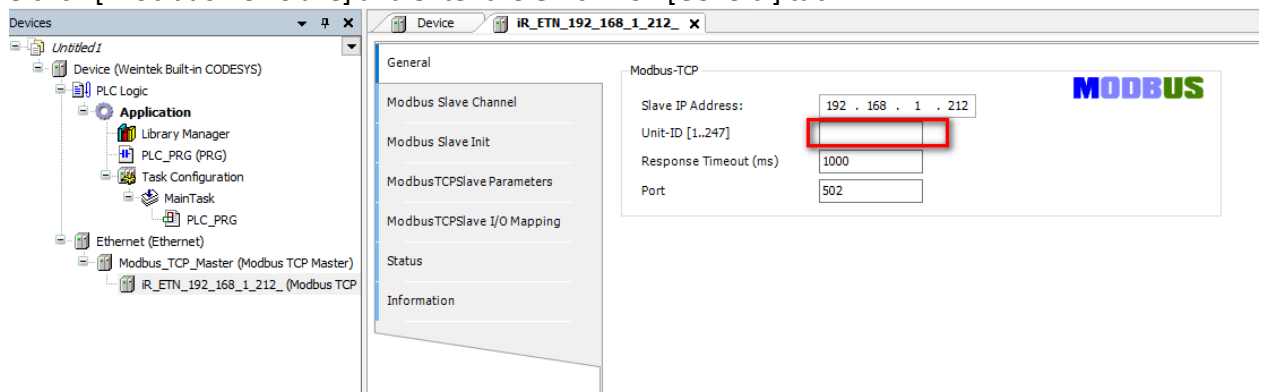 Devices
Untitled1
Device (Weintek Built-in CODESYS)
PLC Logic
Application
Library Manager
PLC_PRG (PRG)
Task Configuration
MainTask
PLC_PRG
Ethernet (Ethernet)
Modbus_TCP_Master (Modbus TCP Master)
iR_ETN_192_168_1_212_ (Modbus TCP
Device
iR_ETN_192_168_1_212_
General
Modbus Slave Channel
Modbus Slave Init
ModbusTCPSlave Parameters
ModbusTCPSlave I/O Mapping
Status
Information
Modbus-TCP
MODBUS
Slave IP Address: 192 . 168 . 1 . 212
Unit-ID [1..247]
Response Timeout (ms) 1000
Port 502